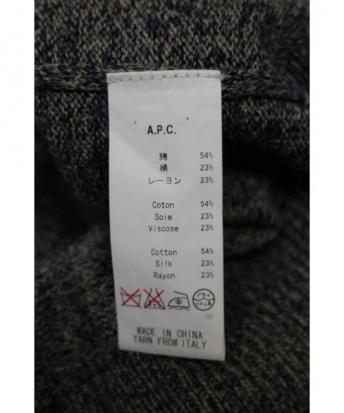 A.P.C.
綿 54%
絹 23%
レーヨン 23%
Coton 54%
Soie 23%
Viscose 23%
Cotton 54%
Silk 23%
Rayon 23%
MADE IN CHINA
YARN FROM ITALY